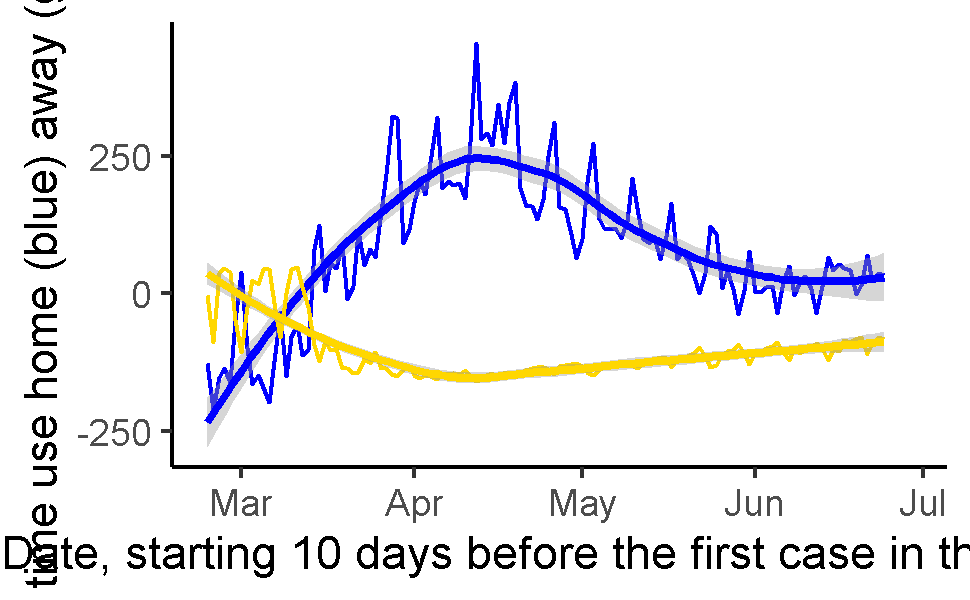 time use home (blue) away (
250
0
-250
Mar Apr May Jun Jul
Date, starting 10 days before the first case in th